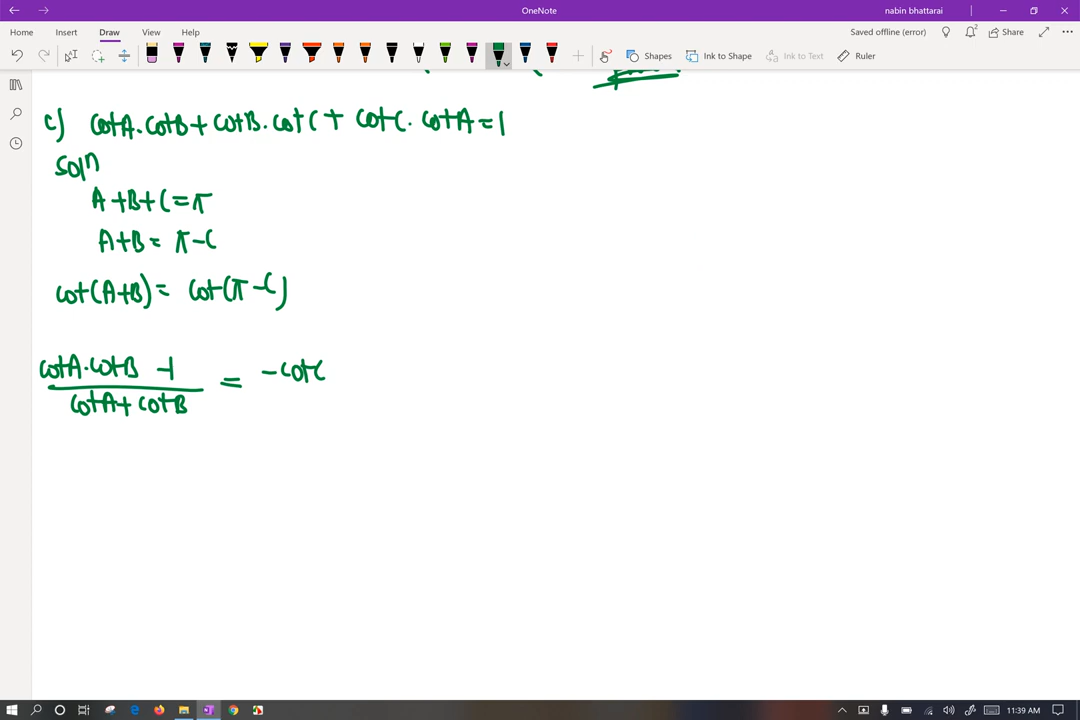 OneNote
nabin bhattarai
Home Insert Draw View Help
Saved offline (error)
Share
Shapes
Ink to Shape
Ink to Text
Ruler
c) cotA.cotB + cotB.cotC + cotC.cotA = 1
Soln
A+B+C = π
A+B = π-C
cot(A+B) = cot(π-C)
cotA.cotB -1
= -cotC
cotA + cotB
11:39 AM